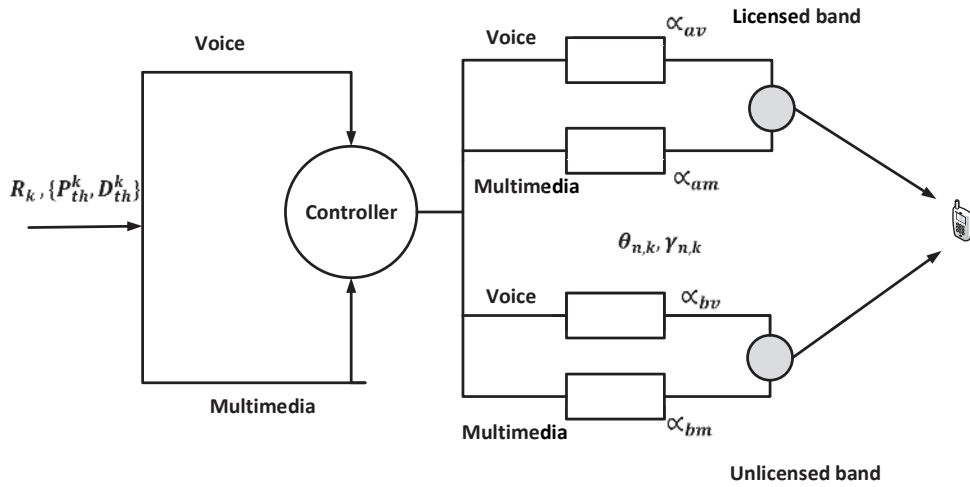 Licensed band
Voice
Voice
∝av
Multimedia
∝am
R_k, {P_th^k, D_th^k}
Controller
θ_n,k, γ_n,k
Voice
∝bv
Multimedia
Multimedia
∝bm
Unlicensed band